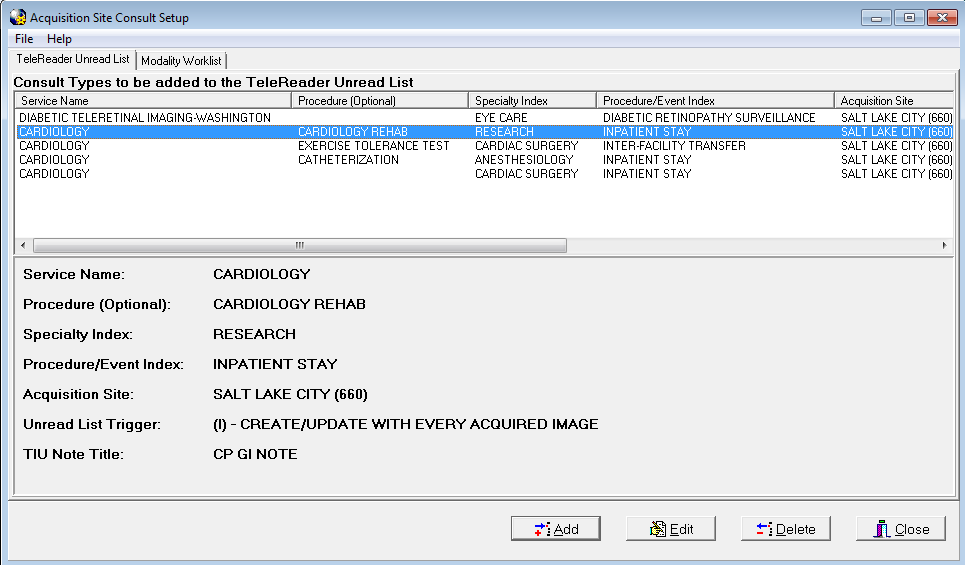 Acquisition Site Consult Setup
File Help
TeleReader Unread List Modality Worklist
Consult Types to be added to the TeleReader Unread List
Service Name Procedure (Optional) Specialty Index Procedure/Event Index Acquisition Site
DIABETIC TELERETINAL IMAGING-WASHINGTON EYE CARE DIABETIC RETINOPATHY SURVEILLANCE SALT LAKE CITY (660)
CARDIOLOGY CARDIOLOGY REHAB RESEARCH INPATIENT STAY SALT LAKE CITY (660)
CARDIOLOGY EXERCISE TOLERANCE TEST CARDIAC SURGERY INTER-FACILITY TRANSFER SALT LAKE CITY (660)
CARDIOLOGY CATHETERIZATION ANESTHESIOLOGY INPATIENT STAY SALT LAKE CITY (660)
CARDIOLOGY CARDIAC SURGERY INPATIENT STAY SALT LAKE CITY (660)
Service Name: CARDIOLOGY
Procedure (Optional): CARDIOLOGY REHAB
Specialty Index: RESEARCH
Procedure/Event Index: INPATIENT STAY
Acquisition Site: SALT LAKE CITY (660)
Unread List Trigger: (I) - CREATE/UPDATE WITH EVERY ACQUIRED IMAGE
TIU Note Title: CP GI NOTE
Add Edit Delete Close